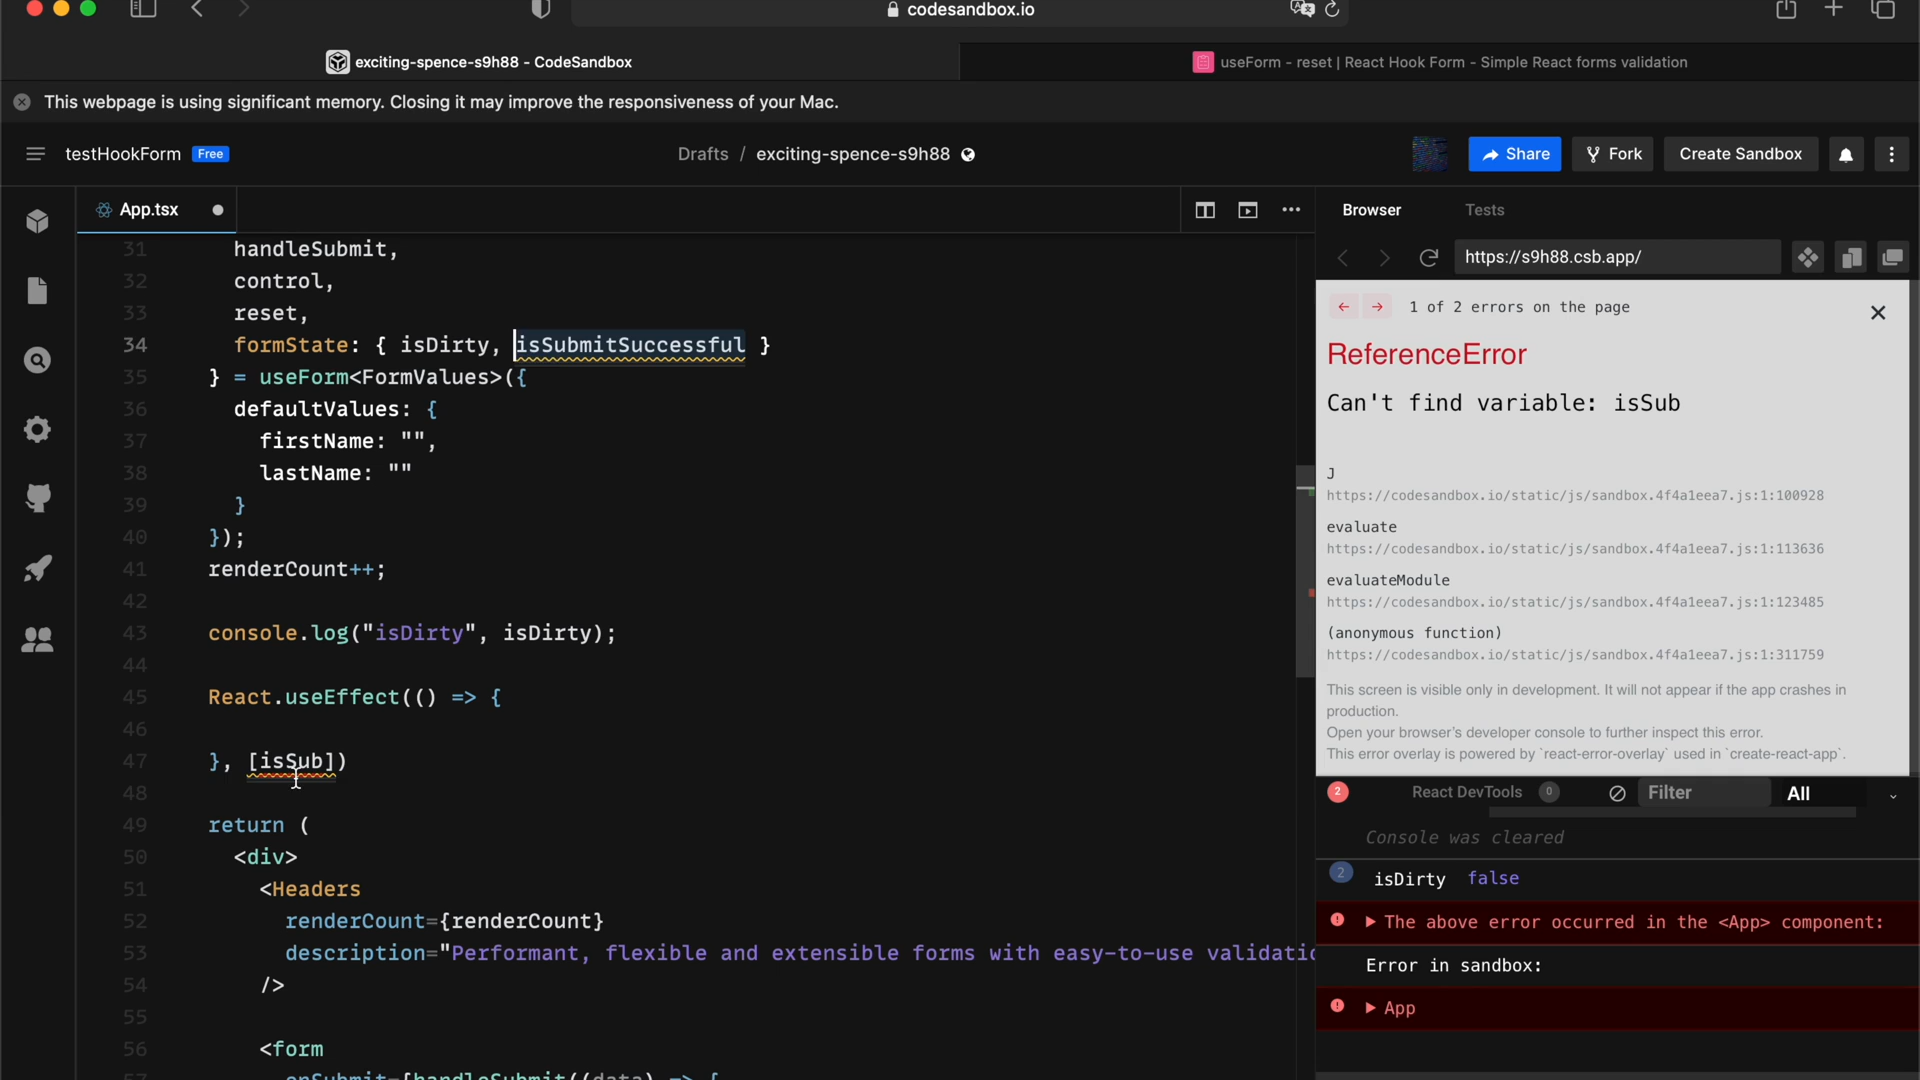 codesandbox.io
exciting-spence-s9h88 - CodeSandbox
useForm - reset | React Hook Form - Simple React forms validation
This webpage is using significant memory. Closing it may improve the responsiveness of your Mac.
testHookForm Free
Drafts / exciting-spence-s9h88
Share
Fork
Create Sandbox
App.tsx
31 handleSubmit,
32 control,
33 reset,
34 formState: { isDirty, isSubmitSuccessful }
35 } = useForm<FormValues>({
36 defaultValues: {
37 firstName: "",
38 lastName: ""
39 }
40 });
41 renderCount++;
42
43 console.log("isDirty", isDirty);
44
45 React.useEffect(() => {
46
47 }, [isSub])
48
49 return (
50 <div>
51 <Headers
52 renderCount={renderCount}
53 description="Performant, flexible and extensible forms with easy-to-use validatio
54 />
55
56 <form
57 onSubmit={handleSubmit((data) => {
Browser
Tests
https://s9h88.csb.app/
1 of 2 errors on the page
ReferenceError
Can't find variable: isSub
J
https://codesandbox.io/static/js/sandbox.4f4a1eea7.js:1:100928
evaluate
https://codesandbox.io/static/js/sandbox.4f4a1eea7.js:1:113636
evaluateModule
https://codesandbox.io/static/js/sandbox.4f4a1eea7.js:1:123485
(anonymous function)
https://codesandbox.io/static/js/sandbox.4f4a1eea7.js:1:311759
This screen is visible only in development. It will not appear if the app crashes in
production.
Open your browser's developer console to further inspect this error.
This error overlay is powered by `react-error-overlay` used in `create-react-app`.
2 React DevTools 0 Filter All
Console was cleared
2 isDirty false
The above error occurred in the <App> component:
Error in sandbox:
App